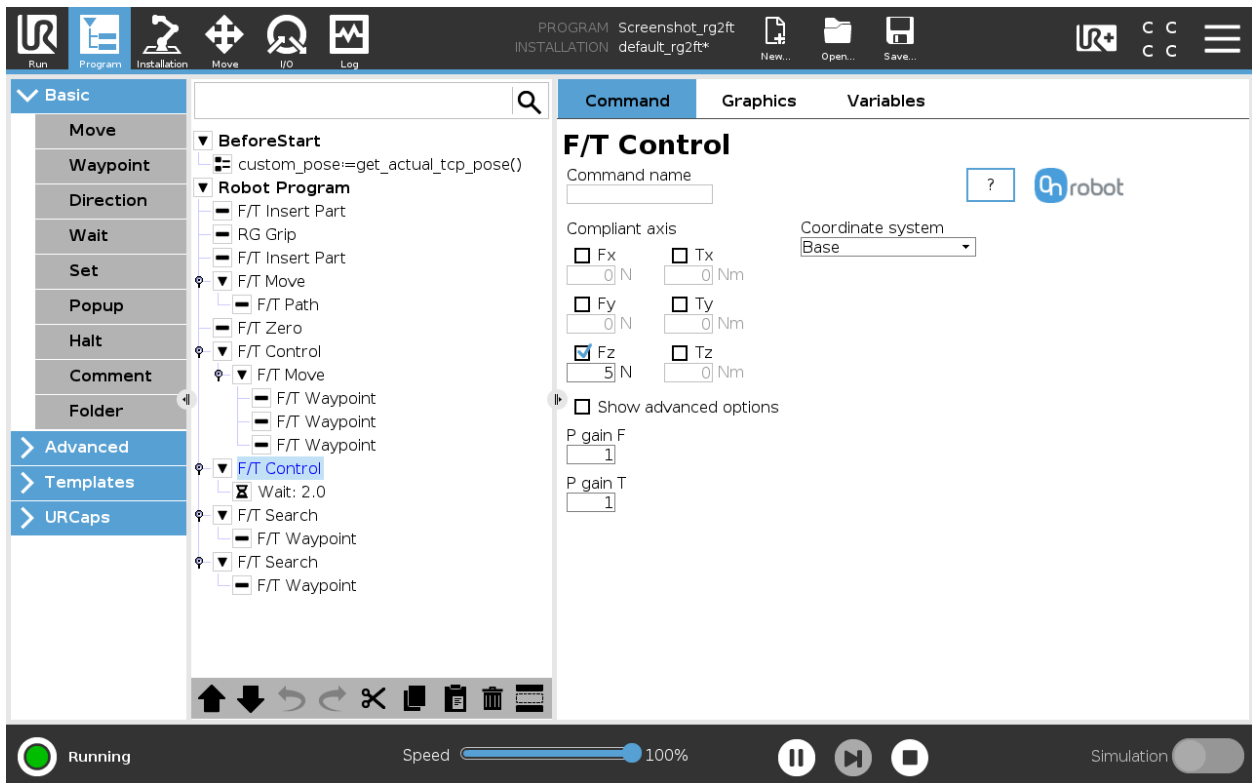 PROGRAM Screenshot_rg2ft
INSTALLATION default_rg2ft*
Run Program Installation Move I/O Log
New... Open... Save...
UR+
C C
C C
Basic
Move
Waypoint
Direction
Wait
Set
Popup
Halt
Comment
Folder
Advanced
Templates
URCaps
BeforeStart
custom_pose:=get_actual_tcp_pose()
Robot Program
F/T Insert Part
RG Grip
F/T Insert Part
F/T Move
F/T Path
F/T Zero
F/T Control
F/T Move
F/T Waypoint
F/T Waypoint
F/T Waypoint
F/T Control
Wait: 2.0
F/T Search
F/T Waypoint
F/T Search
F/T Waypoint
Command Graphics Variables
F/T Control
Command name
?
On robot
Compliant axis
Coordinate system
Base
Fx Tx
0 N 0 Nm
Fy Ty
0 N 0 Nm
Fz Tz
5 N 0 Nm
Show advanced options
P gain F
1
P gain T
1
Running
Speed 100%
Simulation